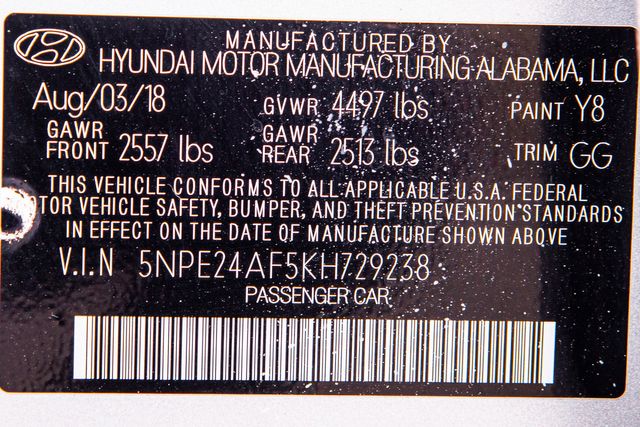 MANUFACTURED BY
HYUNDAI MOTOR MANUFACTURING ALABAMA, LLC
Aug/03/18 GVWR 4497 lbs PAINT Y8
GAWR FRONT 2557 lbs GAWR REAR 2513 lbs TRIM GG
THIS VEHICLE CONFORMS TO ALL APPLICABLE U.S.A. FEDERAL
OTOR VEHICLE SAFETY, BUMPER, AND THEFT PREVENTION STANDARDS
IN EFFECT ON THE DATE OF MANUFACTURE SHOWN ABOVE
V.I.N 5NPE24AF5KH729238
PASSENGER CAR